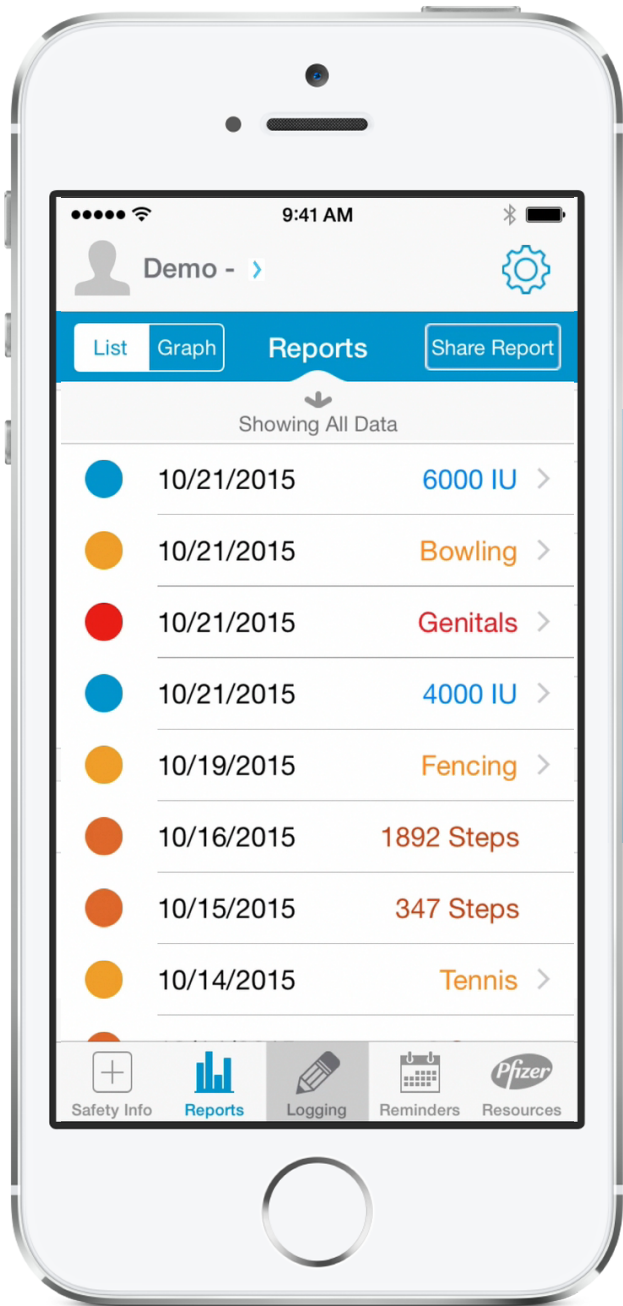 9:41 AM
Demo -
List Graph Reports Share Report
Showing All Data
10/21/2015 6000 IU
10/21/2015 Bowling
10/21/2015 Genitals
10/21/2015 4000 IU
10/19/2015 Fencing
10/16/2015 1892 Steps
10/15/2015 347 Steps
10/14/2015 Tennis
Pfizer
Safety Info Reports Logging Reminders Resources